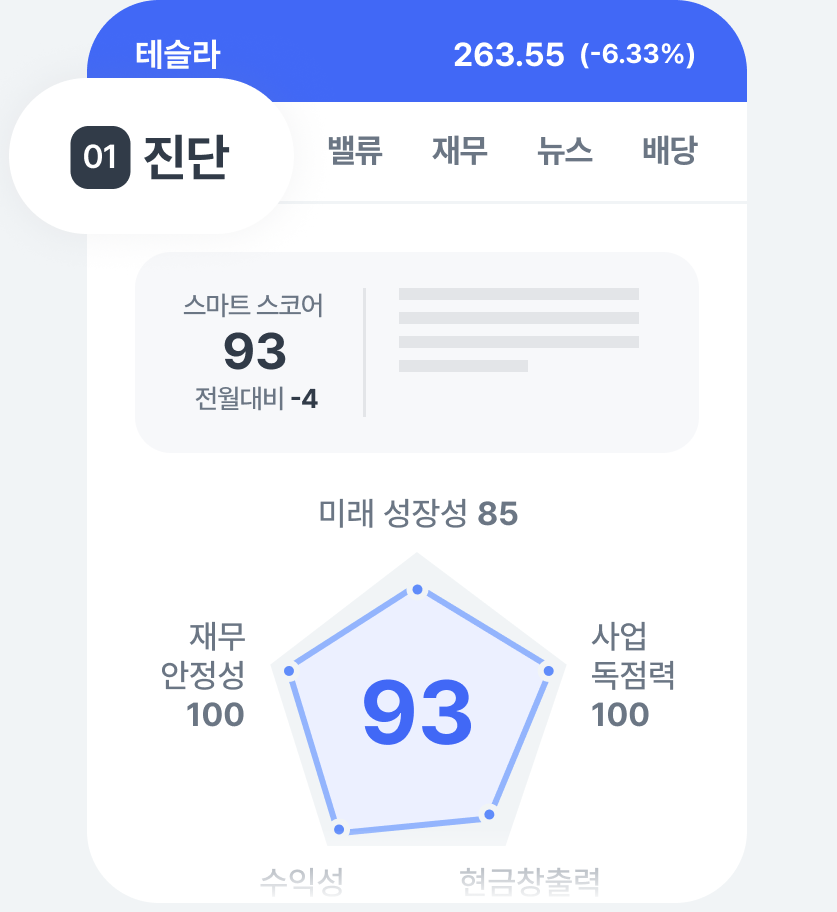 테슬라 263.55 (-6.33%)
01 진단 밸류 재무 뉴스 배당
스마트 스코어
93
전월대비 -4
미래 성장성 85
재무
안정성
100
사업
독점력
100
93
수익성 현금창출력